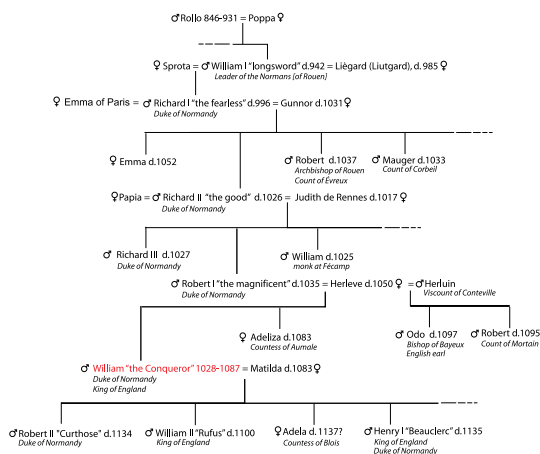 ♂Rollo 846-931 = Poppa♀
♀ Sprota = ♂ William I "longsword" d.942 = Liègard (Liutgard), d. 985 ♀
Leader of the Normans [of Rouen]
♀ Emma of Paris = ♂ Richard I "the fearless" d.996 = Gunnor d.1031♀
Duke of Normandy
♀ Emma d.1052
♂ Robert d.1037
Archbishop of Rouen
Count of Évreux
♂ Mauger d.1033
Count of Corbeil
♀Papia = ♂ Richard II "the good" d.1026 = Judith de Rennes d.1017 ♀
Duke of Normandy
♂ Richard III d.1027
Duke of Normandy
♂ William d.1025
monk at Fécamp
♂ Robert I "the magnificent" d.1035 = Herleve d.1050 ♀ = ♂Herluin
Duke of Normandy
Viscount of Conteville
♀ Adeliza d.1083
Countess of Aumale
♂ Odo d.1097
Bishop of Bayeux
English earl
♂ Robert d.1095
Count of Mortain
♂ William "the Conqueror" 1028-1087 = Matilda d.1083♀
Duke of Normandy
King of England
♂Robert II "Curthose" d.1134
Duke of Normandy
♂ William II "Rufus" d.1100
King of England
♀Adela d.1137?
Countess of Blois
♂Henry I "Beauclerc" d.1135
King of England
Duke of Normandy